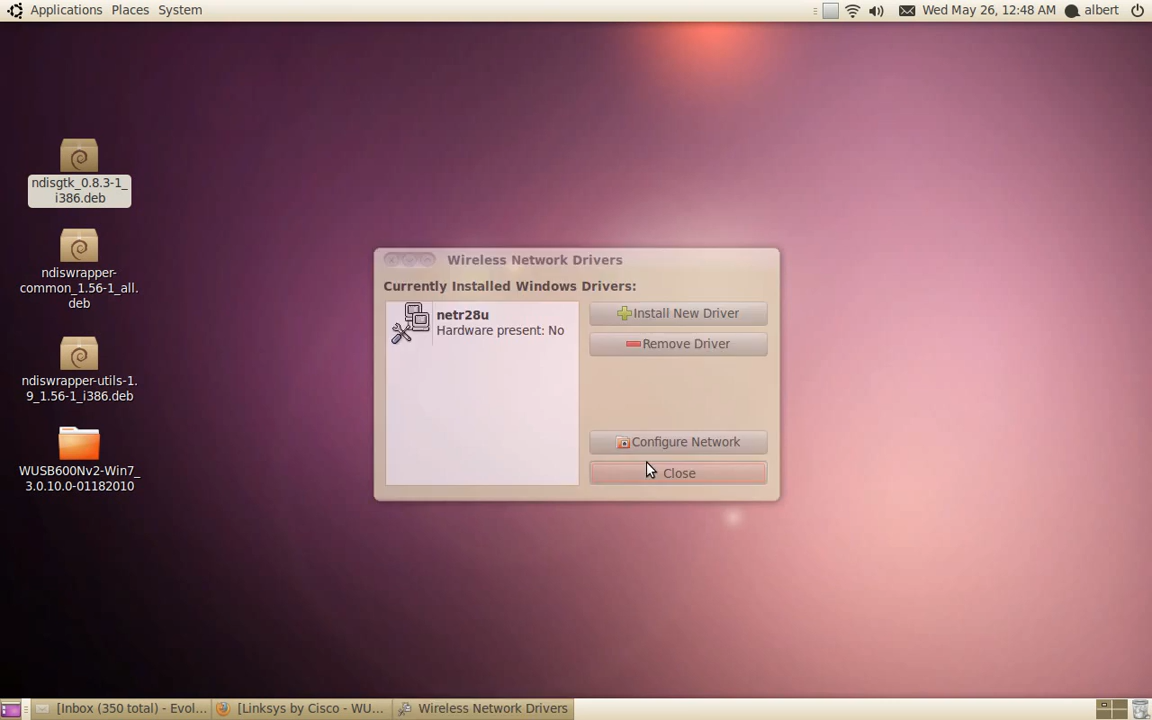 Applications Places System
Wed May 26, 12:48 AM albert
ndisgtk_0.8.3-1_
i386.deb
ndiswrapper-
common_1.56-1_all.
deb
ndiswrapper-utils-1.
9_1.56-1_i386.deb
WUSB600Nv2-Win7_
3.0.10.0-01182010
Wireless Network Drivers
Currently Installed Windows Drivers:
netr28u
Hardware present: No
Install New Driver
Remove Driver
Configure Network
Close
[Inbox (350 total) - Evol... [Linksys by Cisco - WU... Wireless Network Drivers